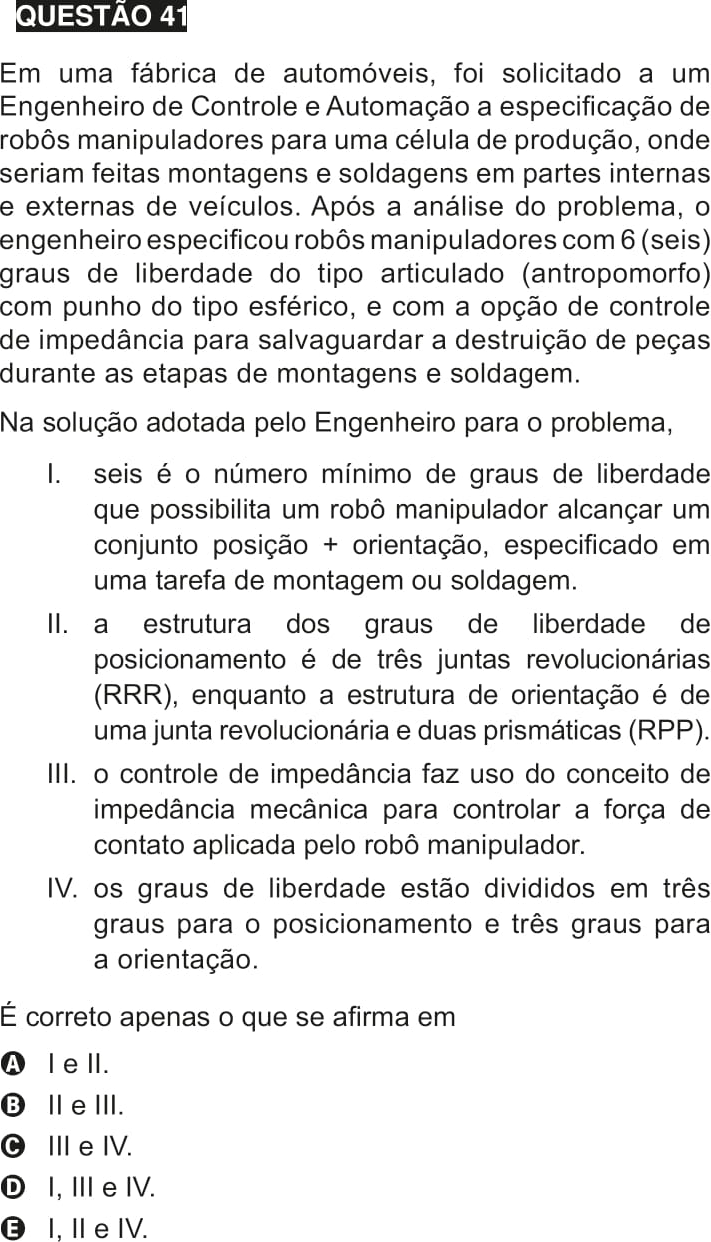 QUESTÃO 41
Em uma fábrica de automóveis, foi solicitado a um
Engenheiro de Controle e Automação a especificação de
robôs manipuladores para uma célula de produção, onde
seriam feitas montagens e soldagens em partes internas
e externas de veículos. Após a análise do problema, o
engenheiro especificou robôs manipuladores com 6 (seis)
graus de liberdade do tipo articulado (antropomorfo)
com punho do tipo esférico, e com a opção de controle
de impedância para salvaguardar a destruição de peças
durante as etapas de montagens e soldagem.
Na solução adotada pelo Engenheiro para o problema,
I. seis é o número mínimo de graus de liberdade
que possibilita um robô manipulador alcançar um
conjunto posição + orientação, especificado em
uma tarefa de montagem ou soldagem.
II. a estrutura dos graus de liberdade de
posicionamento é de três juntas revolucionárias
(RRR), enquanto a estrutura de orientação é de
uma junta revolucionária e duas prismáticas (RPP).
III. o controle de impedância faz uso do conceito de
impedância mecânica para controlar a força de
contato aplicada pelo robô manipulador.
IV. os graus de liberdade estão divididos em três
graus para o posicionamento e três graus para
a orientação.
É correto apenas o que se afirma em
A I e II.
B II e III.
C III e IV.
D I, III e IV.
E I, II e IV.